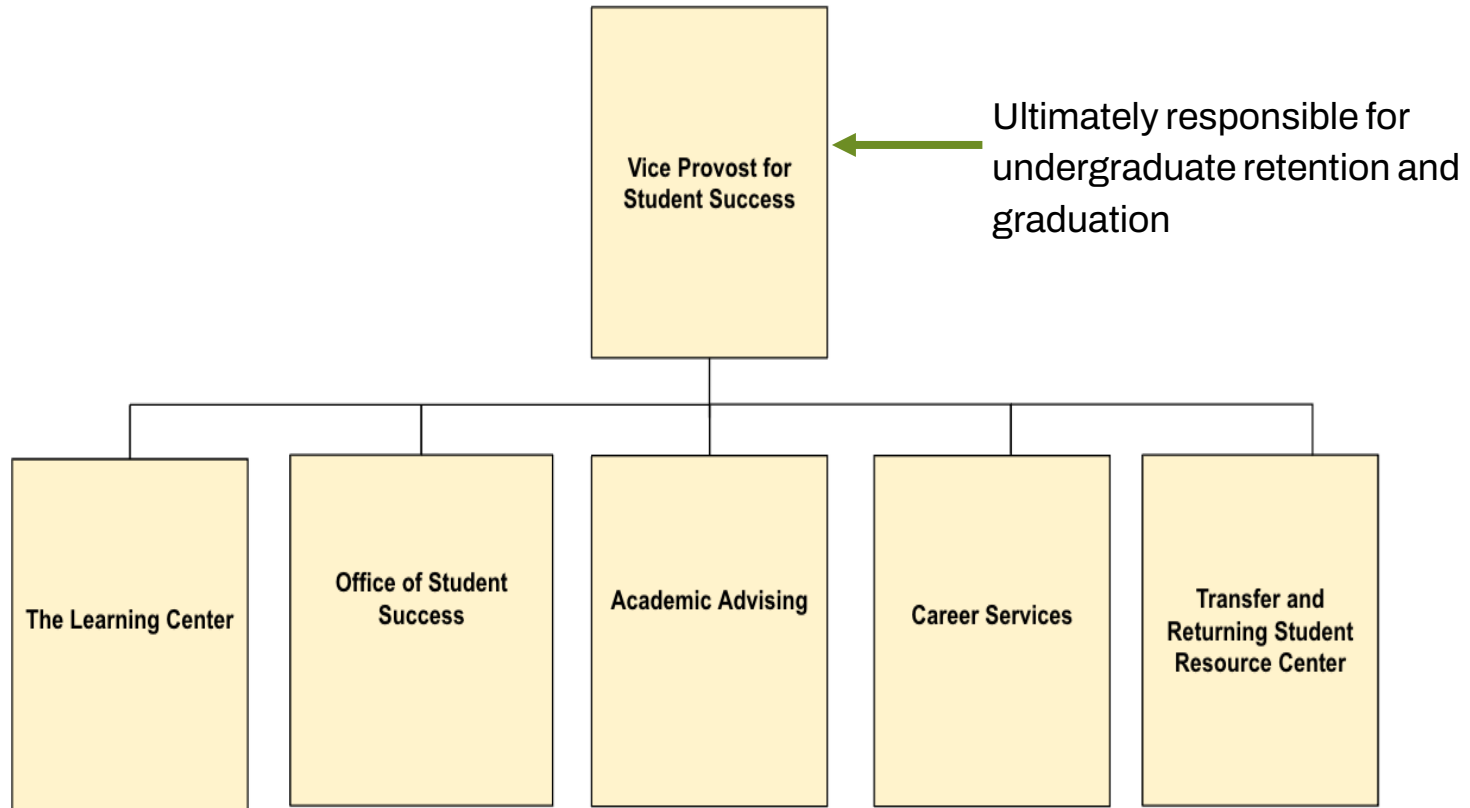 Vice Provost for
Student Success
Ultimately responsible for
undergraduate retention and
graduation
The Learning Center
Office of Student
Success
Academic Advising
Career Services
Transfer and
Returning Student
Resource Center